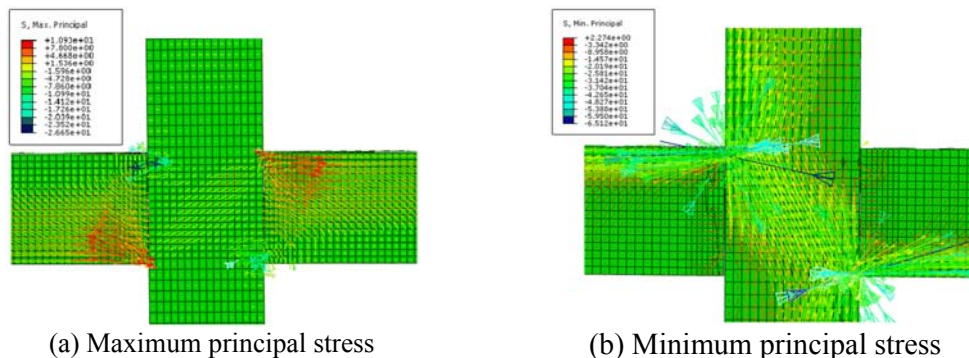 S, Max. Principal
+1.093e+01
+7.800e+00
+4.668e+00
+1.536e+00
-1.596e+00
-4.728e+00
-7.860e+00
-1.099e+01
-1.412e+01
-1.726e+01
-2.039e+01
-2.352e+01
-2.665e+01
S, Min. Principal
+2.274e+00
-3.342e+00
-8.958e+00
-1.457e+01
-2.019e+01
-2.581e+01
-3.142e+01
-3.704e+01
-4.265e+01
-4.827e+01
-5.388e+01
-5.950e+01
-6.512e+01
(a) Maximum principal stress
(b) Minimum principal stress